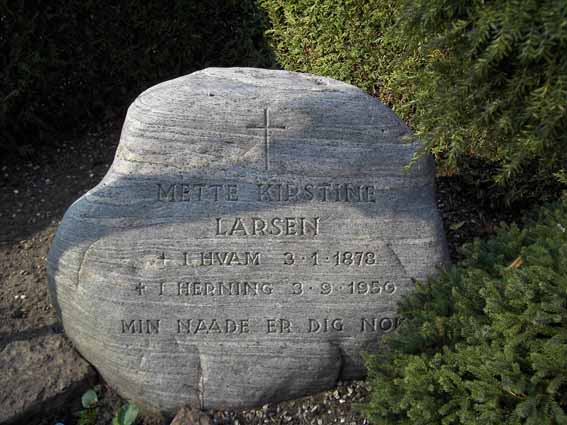 METTE KIRSTINE
LARSEN
+ I HVAM 3·1·1878
+ I HERNING 3·9·1950
MIN NAADE ER DIG NOK